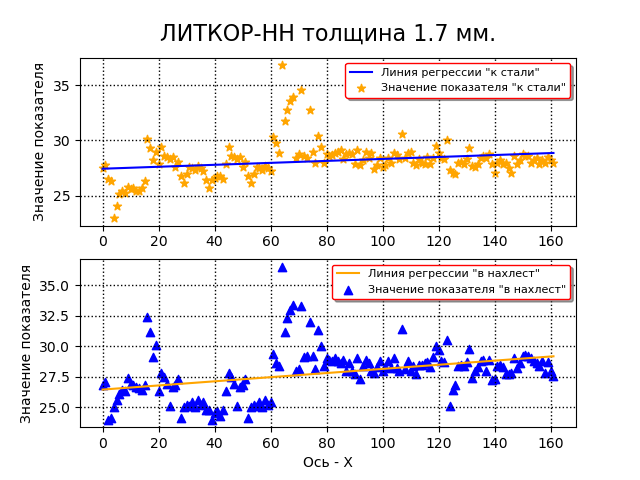 ЛИТКОР-НН толщина 1.7 мм.
Значение показателя
35
30
25
Линия регрессии "к стали"
Значение показателя "к стали"
0 20 40 60 80 100 120 140 160
Значение показателя
35.0
32.5
30.0
27.5
25.0
Линия регрессии "в нахлест"
Значение показателя "в нахлест"
0 20 40 60 80 100 120 140 160
Ось - X